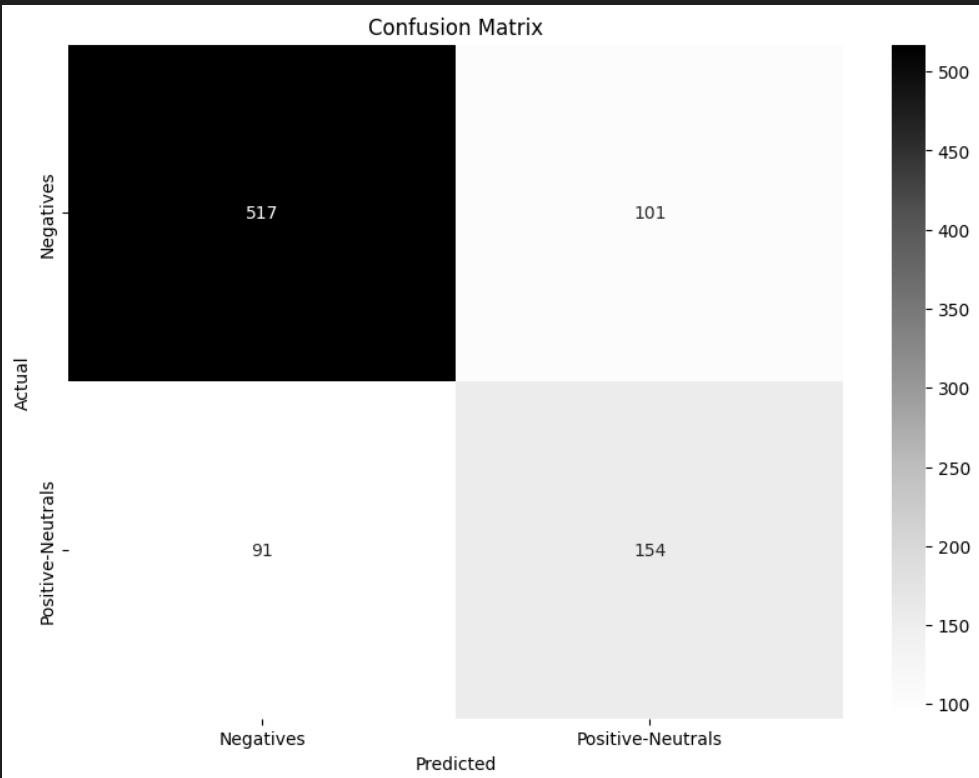 Confusion Matrix
Negatives
517
101
Actual
Positive-Neutrals
91
154
Negatives
Positive-Neutrals
Predicted
500
450
400
350
300
250
200
150
100